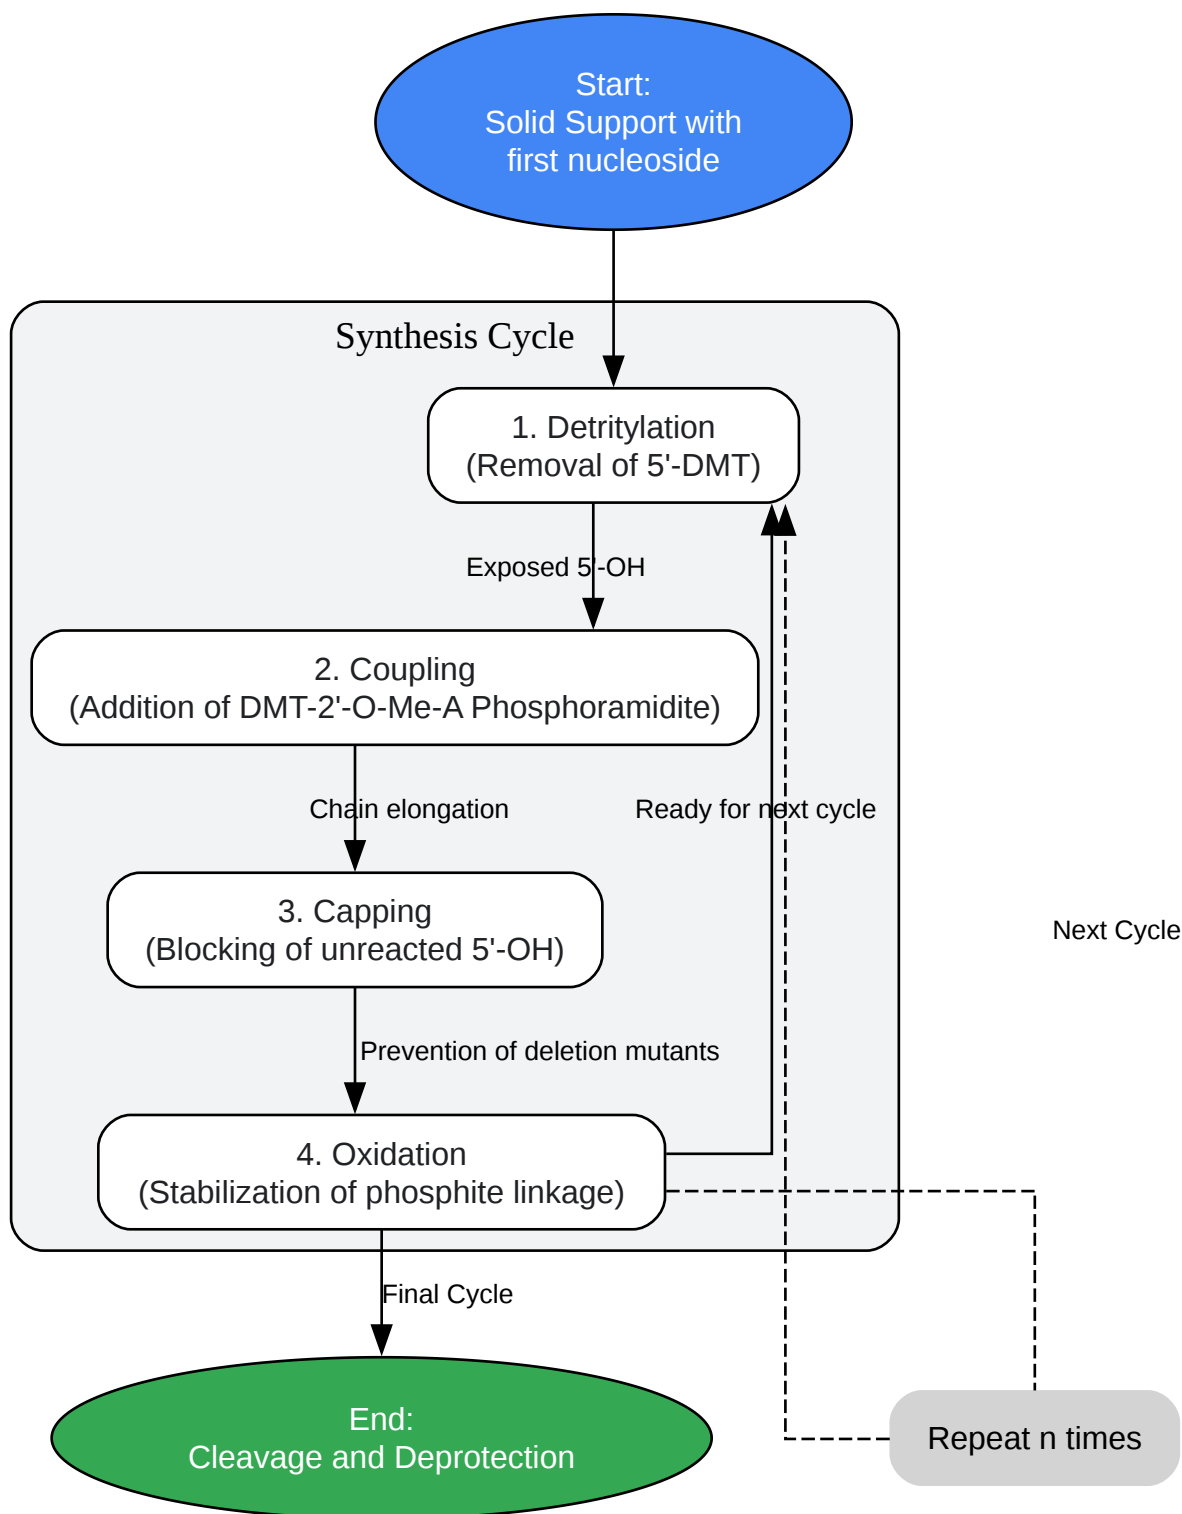 Start:
Solid Support with
first nucleoside
Synthesis Cycle
1. Detritylation
(Removal of 5'-DMT)
Exposed 5'-OH
2. Coupling
(Addition of DMT-2'-O-Me-A Phosphoramidite)
Chain elongation
Ready for next cycle
3. Capping
(Blocking of unreacted 5'-OH)
Next Cycle
Prevention of deletion mutants
4. Oxidation
(Stabilization of phosphite linkage)
Final Cycle
End:
Cleavage and Deprotection
Repeat n times